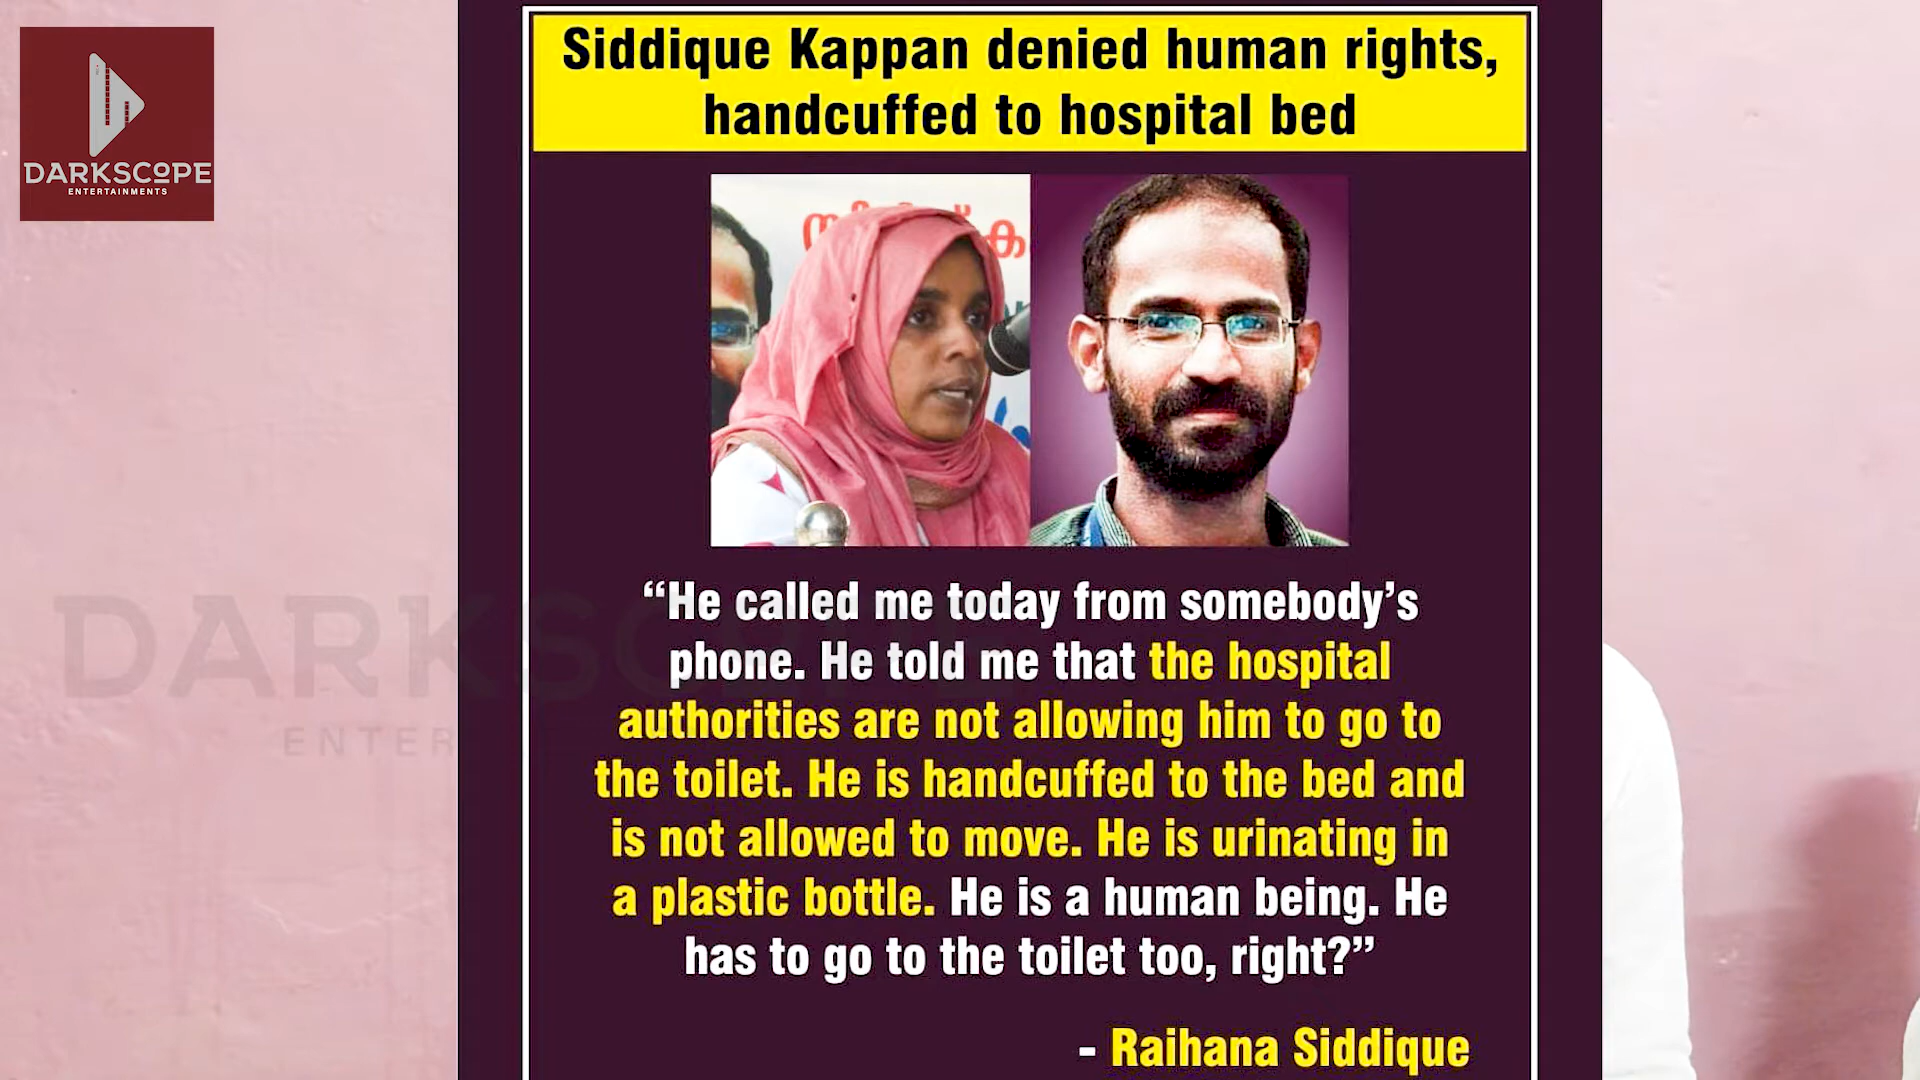 DARKSCOPE
ENTERTAINMENTS
Siddique Kappan denied human rights,
handcuffed to hospital bed
“He called me today from somebody’s
phone. He told me that the hospital
authorities are not allowing him to go to
the toilet. He is handcuffed to the bed and
is not allowed to move. He is urinating in
a plastic bottle. He is a human being. He
has to go to the toilet too, right?”
- Raihana Siddique